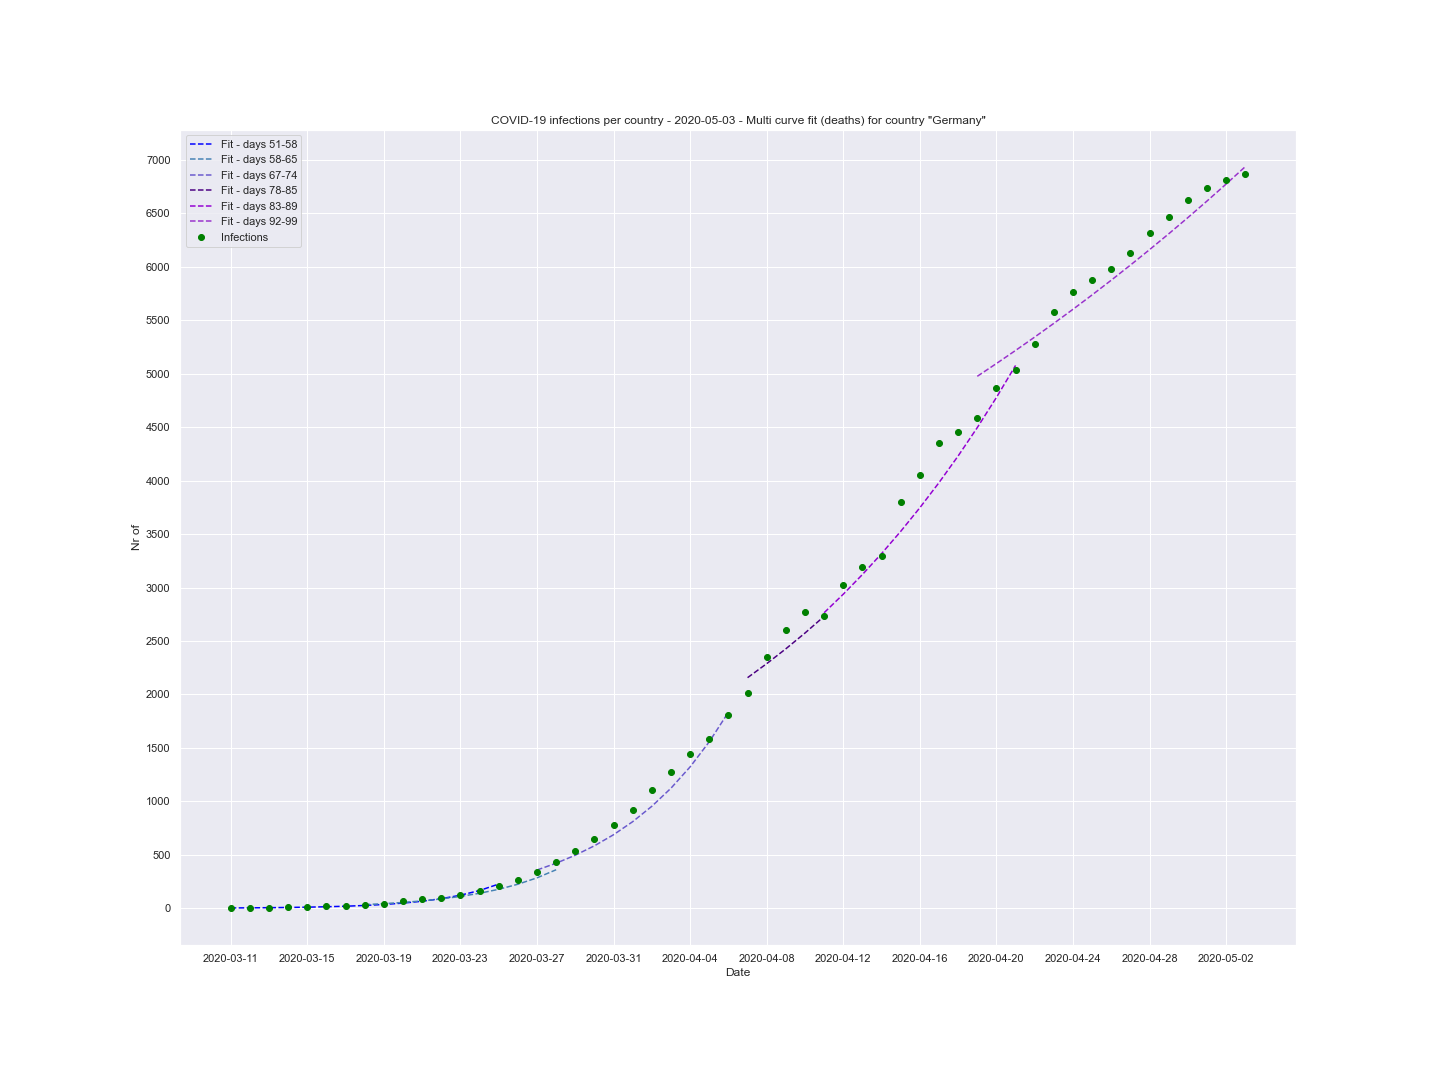 COVID-19 infections per country - 2020-05-03 - Multi curve fit (deaths) for country "Germany"
Fit - days 51-58
Fit - days 58-65
Fit - days 67-74
Fit - days 78-85
Fit - days 83-89
Fit - days 92-99
Infections
7000
6500
6000
5500
5000
4500
4000
3500
3000
2500
2000
1500
1000
500
0
Nr of
2020-03-11 2020-03-15 2020-03-19 2020-03-23 2020-03-27 2020-03-31 2020-04-04 2020-04-08 2020-04-12 2020-04-16 2020-04-20 2020-04-24 2020-04-28 2020-05-02
Date